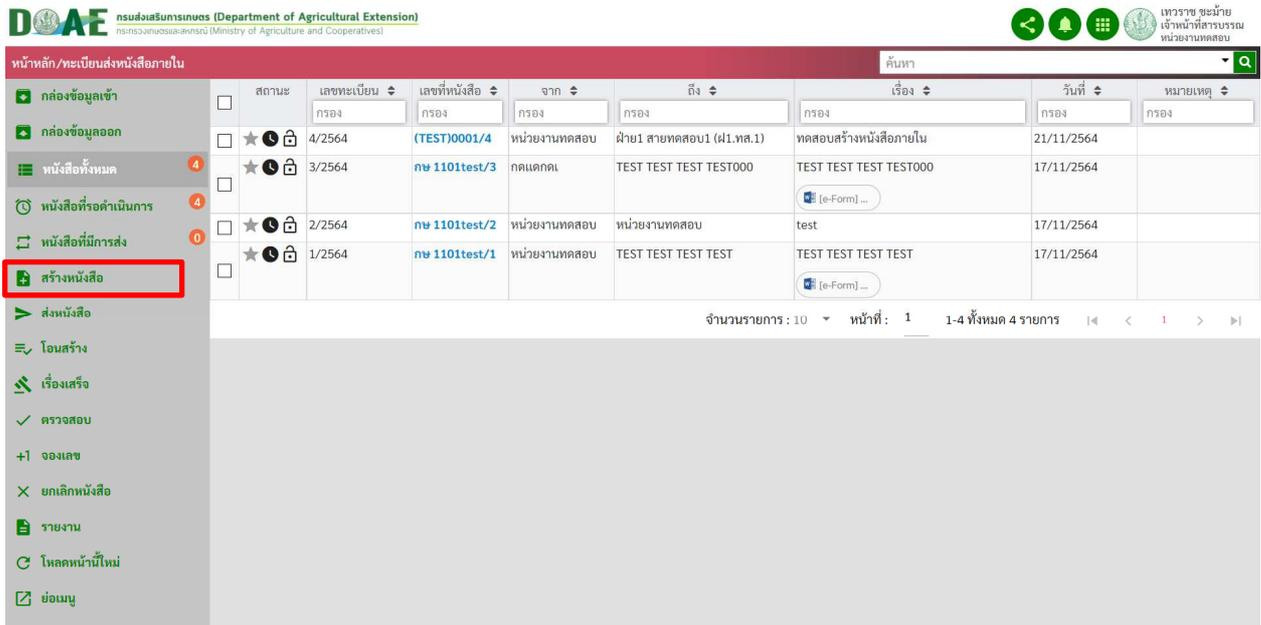 DOAE กรมส่งเสริมการเกษตร (Department of Agricultural Extension)
กระทรวงเกษตรและสหกรณ์ (Ministry of Agriculture and Cooperatives)
เทวราช ชะม้าย
เจ้าหน้าที่สารบรรณ
หน่วยงานทดสอบ
หน้าหลัก/ทะเบียนส่งหนังสือภายใน
ค้นหา
กล่องข้อมูลเข้า
กล่องข้อมูลออก
หนังสือทั้งหมด 4
หนังสือที่รอดำเนินการ 4
หนังสือที่มีการส่ง 0
สร้างหนังสือ
ส่งหนังสือ
โอนสร้าง
เรื่องเสร็จ
ตรวจสอบ
+1 จองเลข
ยกเลิกหนังสือ
รายงาน
โหลดหน้านี้ใหม่
ย่อเมนู
สถานะ เลขทะเบียน เลขที่หนังสือ จาก ถึง เรื่อง วันที่ หมายเหตุ
กรอง กรอง กรอง กรอง กรอง กรอง กรอง
4/2564 (TEST)0001/4 หน่วยงานทดสอบ ฝ่าย1 สายทดสอบ1 (ฝ1.ทส.1) ทดสอบสร้างหนังสือภายใน 21/11/2564
3/2564 กษ 1101test/3 กดแดกดเ TEST TEST TEST TEST000 TEST TEST TEST TEST000 17/11/2564
[e-Form] ...
2/2564 กษ 1101test/2 หน่วยงานทดสอบ หน่วยงานทดสอบ test 17/11/2564
1/2564 กษ 1101test/1 หน่วยงานทดสอบ TEST TEST TEST TEST TEST TEST TEST TEST 17/11/2564
[e-Form] ...
จำนวนรายการ : 10 หน้าที่ : 1 1-4 ทั้งหมด 4 รายการ 1